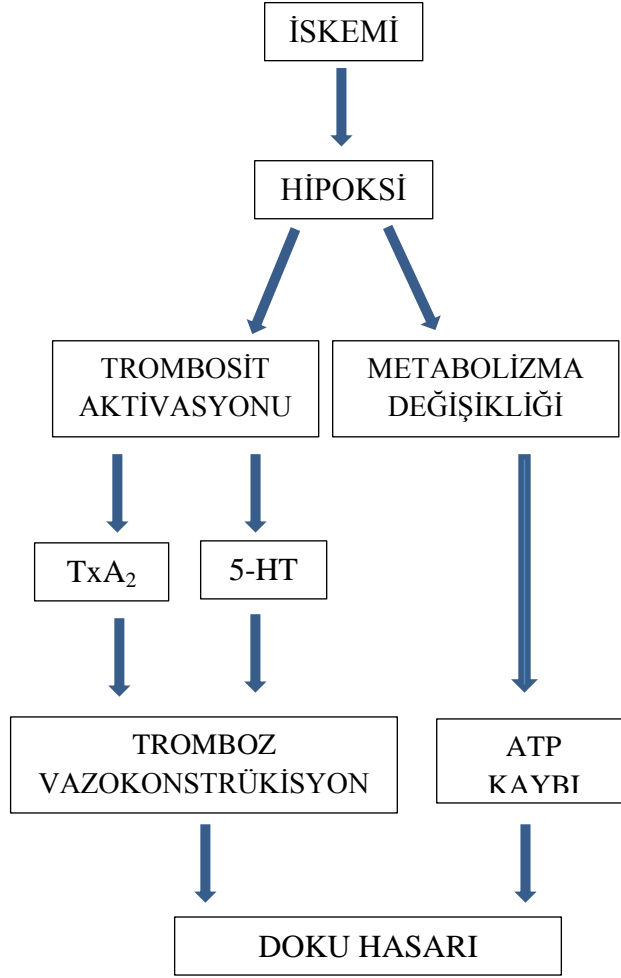 İSKEMİ
HİPOKSİ
TROMBOSİT
AKTİVASYONU
METABOLİZMA
DEĞİŞİKLİĞİ
TxA₂
5-HT
TROMBOZ
VAZOKONSTRÜKİSYON
ATP
KAYBI
DOKU HASARI